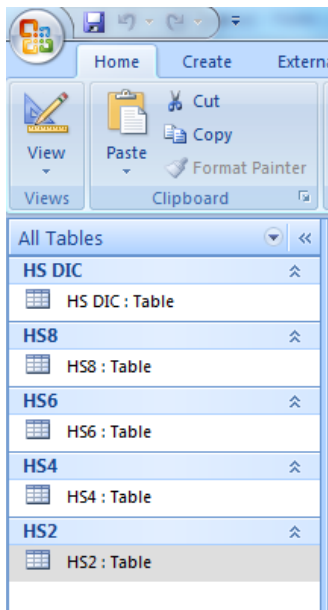 Home Create Externa
View
Paste
Cut
Copy
Format Painter
Views Clipboard
All Tables
HS DIC
HS DIC : Table
HS8
HS8 : Table
HS6
HS6 : Table
HS4
HS4 : Table
HS2
HS2 : Table